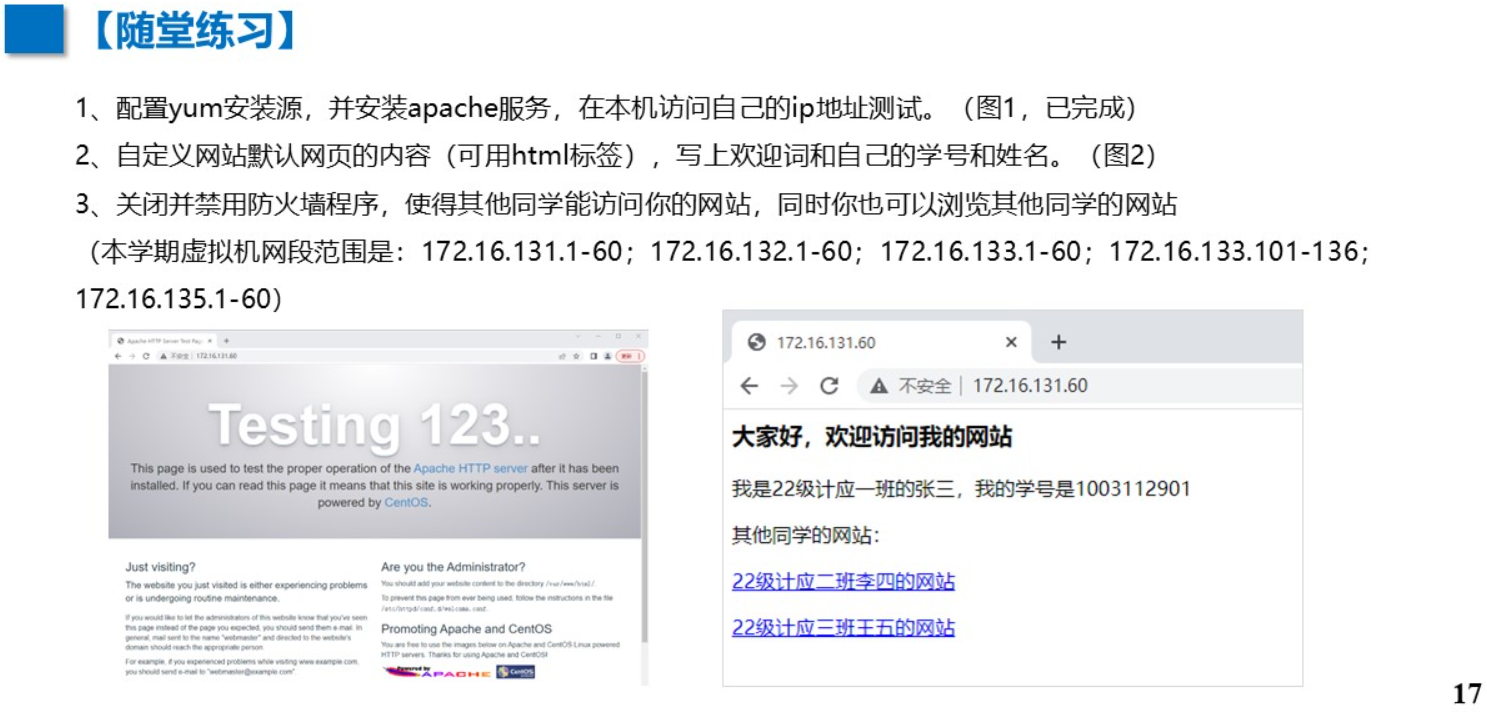 【随堂练习】
1、配置yum安装源，并安装apache服务，在本机访问自己的ip地址测试。（图1，已完成）
2、自定义网站默认网页的内容（可用html标签），写上欢迎词和自己的学号和姓名。（图2）
3、关闭并禁用防火墙程序，使得其他同学能访问你的网站，同时你也可以浏览其他同学的网站
（本学期虚拟机网段范围是：172.16.131.1-60；172.16.132.1-60；172.16.133.1-60；172.16.133.101-136；
172.16.135.1-60）
Apache HTTP Server Test Pag
不安全 | 172.16.131.60
更新
Testing 123..
This page is used to test the proper operation of the Apache HTTP server after it has been
installed. If you can read this page it means that this site is working properly. This server is
powered by CentOS.
Just visiting?
The website you just visited is either experiencing problems
or is undergoing routine maintenance.
If you would like to let the administrators of this website know that you've seen
this page instead of the page you expected, you should send them e-mail. In
general, mail sent to the name "webmaster" and directed to the website's
domain should reach the appropriate person.
For example, if you experienced problems while visiting www.example.com,
you should send e-mail to "webmaster@example.com"
Are you the Administrator?
You should add your website content to the directory /var/www/html/.
To prevent this page from ever being used, follow the instructions in the file
/etc/httpd/conf.d/welcome.conf.
Promoting Apache and CentOS
You are free to use the images below on Apache and CentOS Linux powered
HTTP servers. Thanks for using Apache and CentOS!
Powered by
APACHE
CentOS
172.16.131.60
不安全 | 172.16.131.60
大家好，欢迎访问我的网站
我是22级计应一班的张三，我的学号是1003112901
其他同学的网站：
22级计应二班李四的网站
22级计应三班王五的网站
17